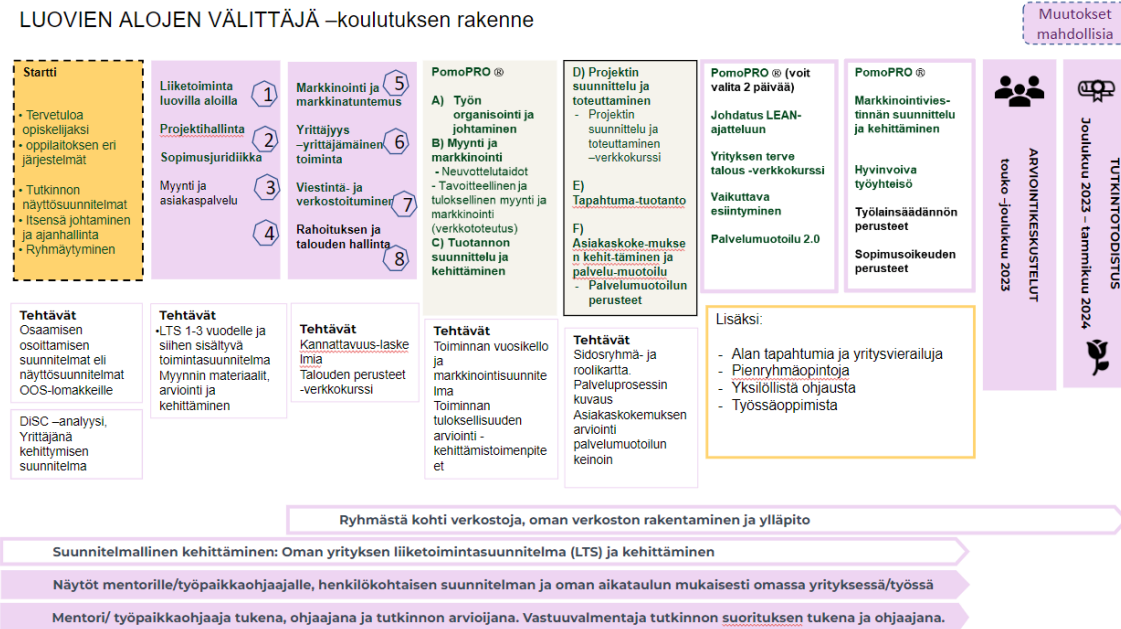 LUOVIEN ALOJEN VÄLITTÄJÄ –koulutuksen rakenne
Muutokset
mahdollisia
Startti
• Tervetuloa
opiskelijaksi
• oppilaitoksen eri
järjestelmät
• Tutkinnon
näyttösuunnitelmat
• Itsensä johtaminen
ja ajanhallinta
• Ryhmäytyminen
Liiketoiminta
luovilla aloilla
1
Projektihallinta
2
Sopimusjuridiikka
Myynti ja
asiakaspalvelu
3
4
Markkinointi ja
markkinatuntemus
5
Yrittäjyys
–yrittäjämäinen
toiminta
6
Viestintä- ja
verkostoituminen
7
Rahoituksen ja
talouden hallinta
8
PomoPRO ®
A) Työn
organisointi ja
johtaminen
B) Myynti ja
markkinointi
- Neuvottelutaidot
- Tavoitteellinen ja
tuloksellinen myynti ja
markkinointi
(verkkototeutus)
C) Tuotannon
suunnittelu ja
kehittäminen
D) Projektin
suunnittelu ja
toteuttaminen
- Projektin
suunnittelu ja
toteuttaminen
–verkkokurssi
E)
Tapahtuma-tuotanto
F)
Asiakaskoke-mukse
n kehit-täminen ja
palvelu-muotoilu
- Palvelumuotoilun
perusteet
PomoPRO ® (voit
valita 2 päivää)
Johdatus LEAN-
ajatteluun
Yrityksen terve
talous -verkkokurssi
Vaikuttava
esiintyminen
Palvelumuotoilu 2.0
PomoPRO ®
Markkinointivies-
tinnän suunnittelu
ja kehittäminen
Hyvinvoiva
työyhteisö
Työlainsäädännön
perusteet
Sopimusoikeuden
perusteet
ARVIOINTIKESKUSTELUT
touko –joulukuu 2023
TUTKINTOTODISTUS
Joulukuu 2023 – tammikuu 2024
Tehtävät
Osaamisen
osoittamisen
suunnitelmat eli
näyttösuunnitelmat
OOS-lomakkeille
DiSC –analyysi,
Yrittäjänä
kehittymisen
suunnitelma
Tehtävät
•LTS 1-3 vuodelle ja
siihen sisältyvä
toimintasuunnitelma
Myynnin materiaalit,
arviointi ja
kehittäminen
Tehtävät
Kannattavuus-laske
lmia
Talouden perusteet
-verkkokurssi
Tehtävät
Toiminnan vuosikello
ja
markkinointisuunnite
lma
Toiminnan
tuloksellisuuden
arviointi -
kehittämistoimenpite
et
Tehtävät
Sidosryhmä- ja
roolikartta.
Palveluprosessin
kuvaus
Asiakaskokemuksen
arviointi
palvelumuotoilun
keinoin
Lisäksi:
- Alan tapahtumia ja yritysvierailuja
- Pienryhmäopintoja
- Yksilöllistä ohjausta
- Työssäoppimista
Ryhmästä kohti verkostoja, oman verkoston rakentaminen ja ylläpito
Suunnitelmallinen kehittäminen: Oman yrityksen liiketoimintasuunnitelma (LTS) ja kehittäminen
Näytöt mentorille/työpaikkaohjaajalle, henkilökohtaisen suunnitelman ja oman aikataulun mukaisesti omassa yrityksessä/työssä
Mentori/ työpaikkaohjaaja tukena, ohjaajana ja tutkinnon arvioijana. Vastuuvalmentaja tutkinnon suorituksen tukena ja ohjaajana.